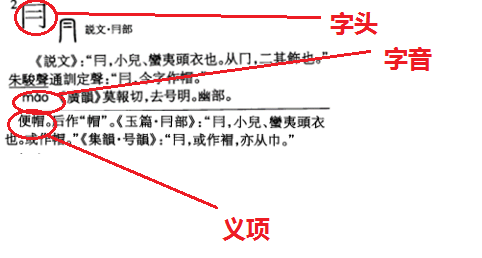 2
冃 説文·冃部 字头
《説文》:“冃,小兒、蠻夷頭衣也。从冂,二其飾也。”
字音
朱駿聲通訓定聲:“冃,今字作帽。”
mào 《廣韻》莫報切,去号明。幽部。
便帽。后作“帽”。《玉篇·冃部》:“冃,小兒、蠻夷頭衣
也。或作帽。”《集韻·号韻》:“冃,或作,亦从巾。”
义项